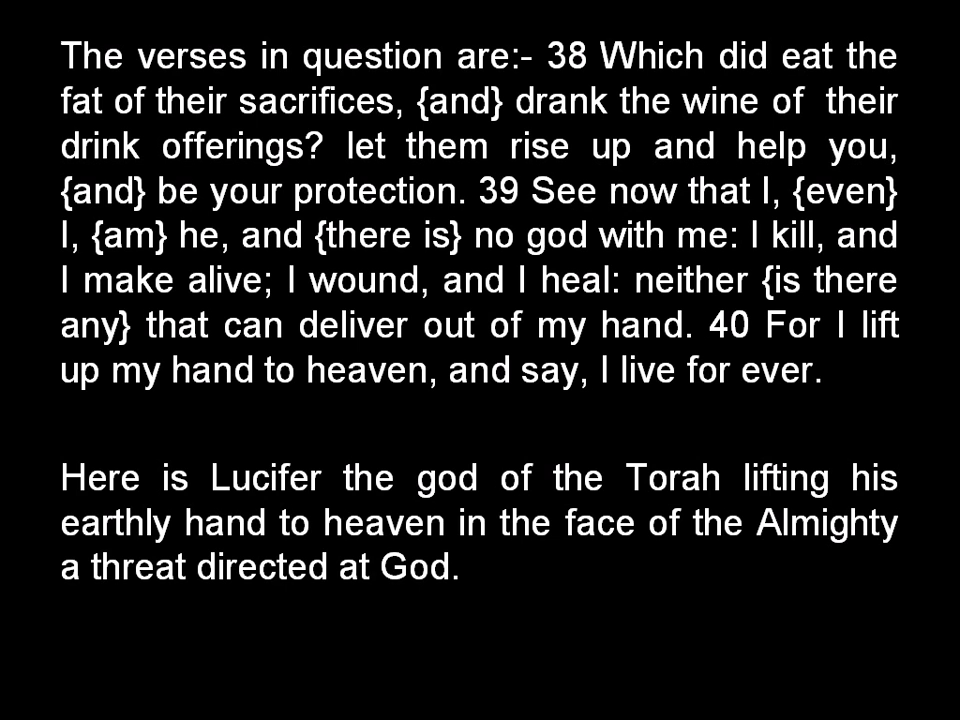 The verses in question are:- 38 Which did eat the
fat of their sacrifices, {and} drank the wine of their
drink offerings? let them rise up and help you,
{and} be your protection. 39 See now that I, {even}
I, {am} he, and {there is} no god with me: I kill, and
I make alive; I wound, and I heal: neither {is there
any} that can deliver out of my hand. 40 For I lift
up my hand to heaven, and say, I live for ever.
Here is Lucifer the god of the Torah lifting his
earthly hand to heaven in the face of the Almighty
a threat directed at God.